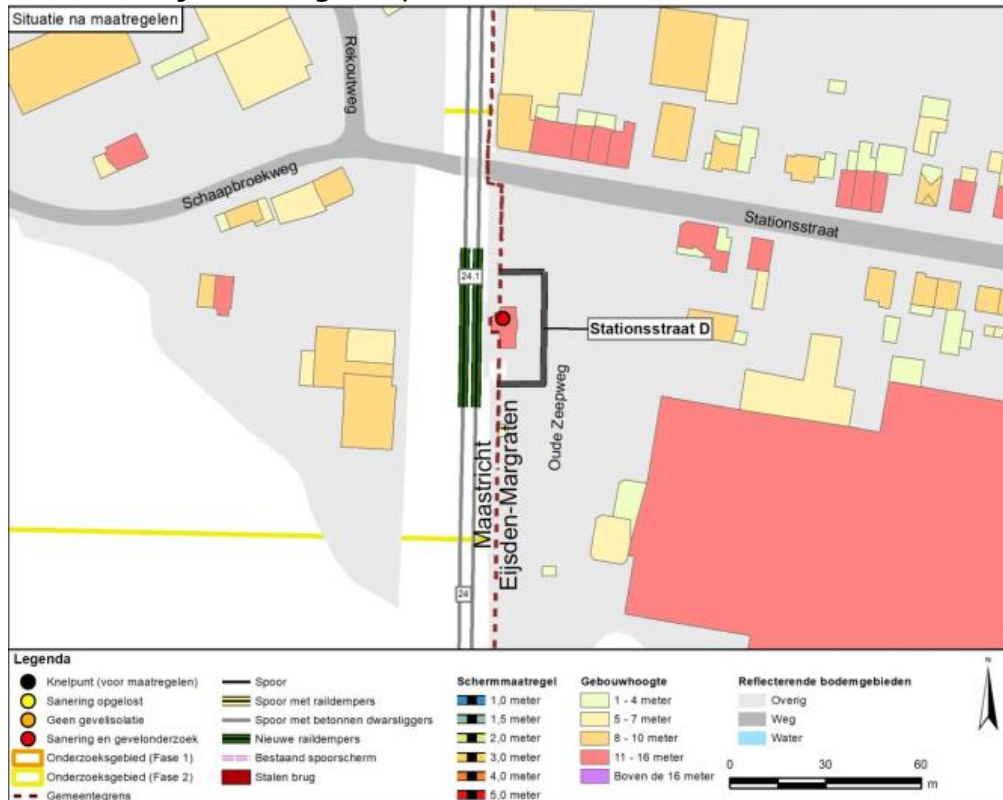 Situatie na maatregelen
Rekoutweg
Schaapbroekweg
Stationsstraat
24.1
Stationsstraat D
Oude Zeepweg
Maastricht
Eijsden-Margraten
24
Legenda
Knelpunt (voor maatregelen)
Sanering opgelost
Geen gevelisolatie
Sanering en gevelonderzoek
Onderzoeksgebied (Fase 1)
Onderzoeksgebied (Fase 2)
Gemeentegrens
Spoor
Spoor met raildempers
Spoor met betonnen dwarsliggers
Nieuwe raildempers
Bestaand spoorscherm
Stalen brug
Schermmaatregel
1,0 meter
1,5 meter
2,0 meter
3,0 meter
4,0 meter
5,0 meter
Gebouwhoogte
1 - 4 meter
5 - 7 meter
8 - 10 meter
11 - 16 meter
Boven de 16 meter
Reflecterende bodemgebieden
Overig
Weg
Water
N
0 30 60
m